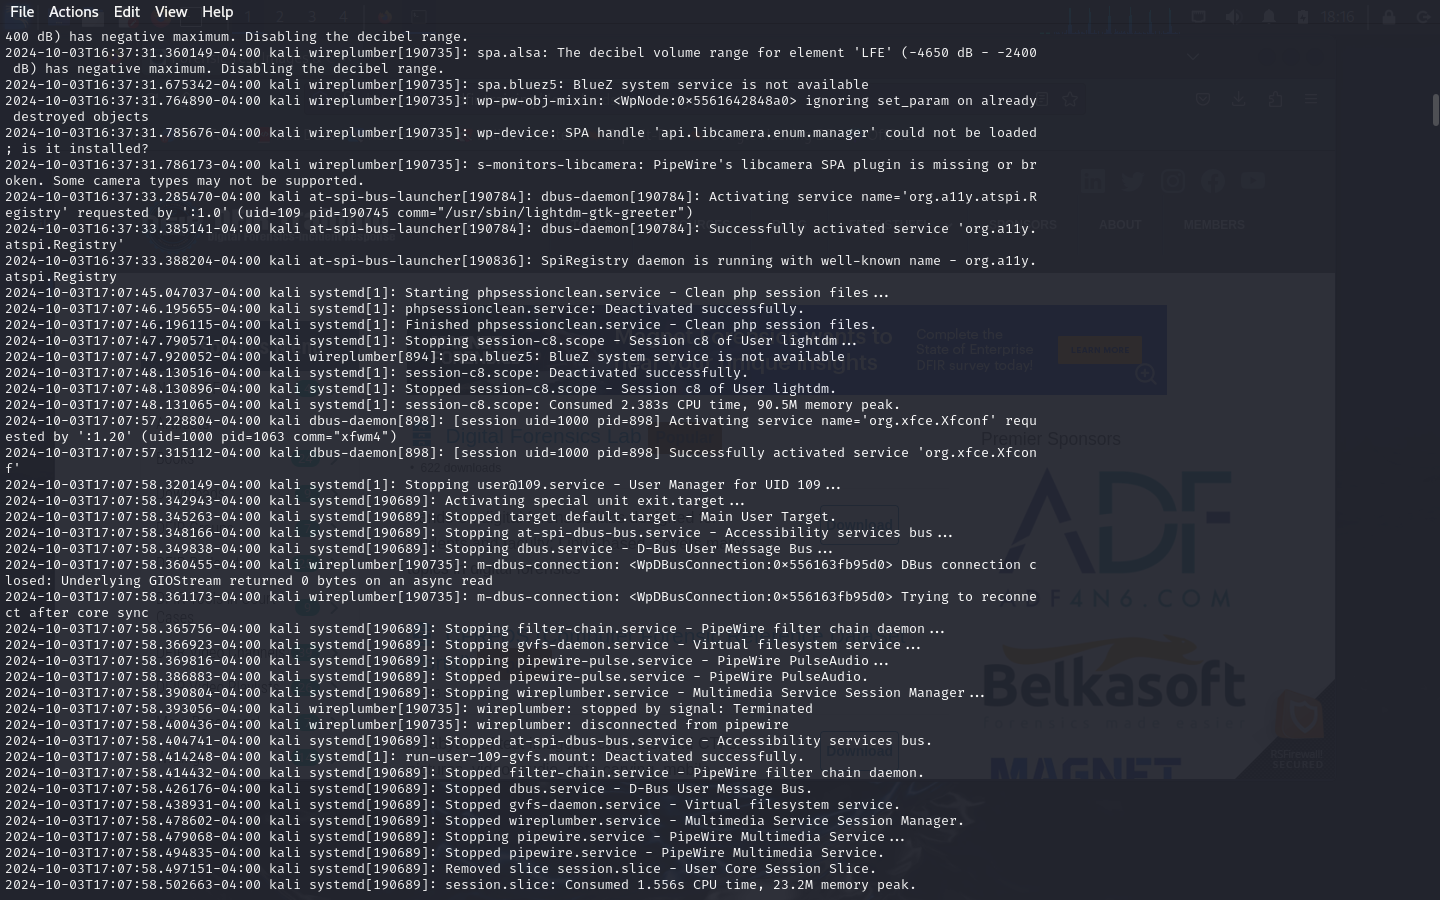 File Actions Edit View Help
1 2 3 4
18:16
400 dB) has negative maximum. Disabling the decibel range.
2024-10-03T16:37:31.360149-04:00 kali wireplumber[190735]: spa.alsa: The decibel volume range for element 'LFE' (-4650 dB - -2400
dB) has negative maximum. Disabling the decibel range.
2024-10-03T16:37:31.675342-04:00 kali wireplumber[190735]: spa.bluez5: BlueZ system service is not available
2024-10-03T16:37:31.764890-04:00 kali wireplumber[190735]: wp-pw-obj-mixin: <WpNode:0×5561642848a0> ignoring set_param on already
destroyed objects
2024-10-03T16:37:31.785676-04:00 kali wireplumber[190735]: wp-device: SPA handle 'api.libcamera.enum.manager' could not be loaded
; is it installed?
2024-10-03T16:37:31.786173-04:00 kali wireplumber[190735]: s-monitors-libcamera: PipeWire's libcamera SPA plugin is missing or br
oken. Some camera types may not be supported.
2024-10-03T16:37:33.285470-04:00 kali at-spi-bus-launcher[190784]: dbus-daemon[190784]: Activating service name='org.a11y.atspi.R
egistry' requested by ':1.0' (uid=109 pid=190745 comm="/usr/sbin/lightdm-gtk-greeter")
2024-10-03T16:37:33.385141-04:00 kali at-spi-bus-launcher[190784]: dbus-daemon[190784]: Successfully activated service 'org.a11y.
atspi.Registry'
2024-10-03T16:37:33.388204-04:00 kali at-spi-bus-launcher[190836]: SpiRegistry daemon is running with well-known name - org.a11y.
atspi.Registry
2024-10-03T17:07:45.047037-04:00 kali systemd[1]: Starting phpsessionclean.service - Clean php session files...
2024-10-03T17:07:46.195655-04:00 kali systemd[1]: phpsessionclean.service: Deactivated successfully.
2024-10-03T17:07:46.196115-04:00 kali systemd[1]: Finished phpsessionclean.service - Clean php session files.
2024-10-03T17:07:47.790571-04:00 kali systemd[1]: Stopping session-c8.scope - Session c8 of User lightdm...
2024-10-03T17:07:47.920052-04:00 kali wireplumber[894]: spa.bluez5: BlueZ system service is not available
2024-10-03T17:07:48.130516-04:00 kali systemd[1]: session-c8.scope: Deactivated successfully.
2024-10-03T17:07:48.130896-04:00 kali systemd[1]: Stopped session-c8.scope - Session c8 of User lightdm.
2024-10-03T17:07:48.131065-04:00 kali systemd[1]: session-c8.scope: Consumed 2.383s CPU time, 90.5M memory peak.
2024-10-03T17:07:57.228804-04:00 kali dbus-daemon[898]: [session uid=1000 pid=898] Activating service name='org.xfce.Xfconf' requ
ested by ':1.20' (uid=1000 pid=1063 comm="xfwm4")
2024-10-03T17:07:57.315112-04:00 kali dbus-daemon[898]: [session uid=1000 pid=898] Successfully activated service 'org.xfce.Xfcon
f'
2024-10-03T17:07:58.320149-04:00 kali systemd[1]: Stopping user@109.service - User Manager for UID 109...
2024-10-03T17:07:58.342943-04:00 kali systemd[190689]: Activating special unit exit.target...
2024-10-03T17:07:58.345263-04:00 kali systemd[190689]: Stopped target default.target - Main User Target.
2024-10-03T17:07:58.348166-04:00 kali systemd[190689]: Stopping at-spi-dbus-bus.service - Accessibility services bus...
2024-10-03T17:07:58.349838-04:00 kali systemd[190689]: Stopping dbus.service - D-Bus User Message Bus...
2024-10-03T17:07:58.360455-04:00 kali wireplumber[190735]: m-dbus-connection: <WpDBusConnection:0×556163fb95d0> DBus connection c
losed: Underlying GIOStream returned 0 bytes on an async read
2024-10-03T17:07:58.361173-04:00 kali wireplumber[190735]: m-dbus-connection: <WpDBusConnection:0×556163fb95d0> Trying to reconne
ct after core sync
2024-10-03T17:07:58.365756-04:00 kali systemd[190689]: Stopping filter-chain.service - PipeWire filter chain daemon...
2024-10-03T17:07:58.366923-04:00 kali systemd[190689]: Stopping gvfs-daemon.service - Virtual filesystem service...
2024-10-03T17:07:58.369816-04:00 kali systemd[190689]: Stopping pipewire-pulse.service - PipeWire PulseAudio...
2024-10-03T17:07:58.386883-04:00 kali systemd[190689]: Stopped pipewire-pulse.service - PipeWire PulseAudio.
2024-10-03T17:07:58.390804-04:00 kali systemd[190689]: Stopping wireplumber.service - Multimedia Service Session Manager...
2024-10-03T17:07:58.393056-04:00 kali wireplumber[190735]: wireplumber: stopped by signal: Terminated
2024-10-03T17:07:58.400436-04:00 kali wireplumber[190735]: wireplumber: disconnected from pipewire
2024-10-03T17:07:58.404741-04:00 kali systemd[190689]: Stopped at-spi-dbus-bus.service - Accessibility services bus.
2024-10-03T17:07:58.414248-04:00 kali systemd[1]: run-user-109-gvfs.mount: Deactivated successfully.
2024-10-03T17:07:58.414432-04:00 kali systemd[190689]: Stopped filter-chain.service - PipeWire filter chain daemon.
2024-10-03T17:07:58.426176-04:00 kali systemd[190689]: Stopped dbus.service - D-Bus User Message Bus.
2024-10-03T17:07:58.438931-04:00 kali systemd[190689]: Stopped gvfs-daemon.service - Virtual filesystem service.
2024-10-03T17:07:58.478602-04:00 kali systemd[190689]: Stopped wireplumber.service - Multimedia Service Session Manager.
2024-10-03T17:07:58.479068-04:00 kali systemd[190689]: Stopping pipewire.service - PipeWire Multimedia Service...
2024-10-03T17:07:58.494835-04:00 kali systemd[190689]: Stopped pipewire.service - PipeWire Multimedia Service.
2024-10-03T17:07:58.497151-04:00 kali systemd[190689]: Removed slice session.slice - User Core Session Slice.
2024-10-03T17:07:58.502663-04:00 kali systemd[190689]: session.slice: Consumed 1.556s CPU time, 23.2M memory peak.
ABOUT MEMBERS
Complete the
State of Enterprise
DFIR survey today!
LEARN MORE
Digital Forensics Lab
822 downloads
Premier Sponsors
ADF
ADF4N6.COM
Belkasoft
MAGNET
SECURED